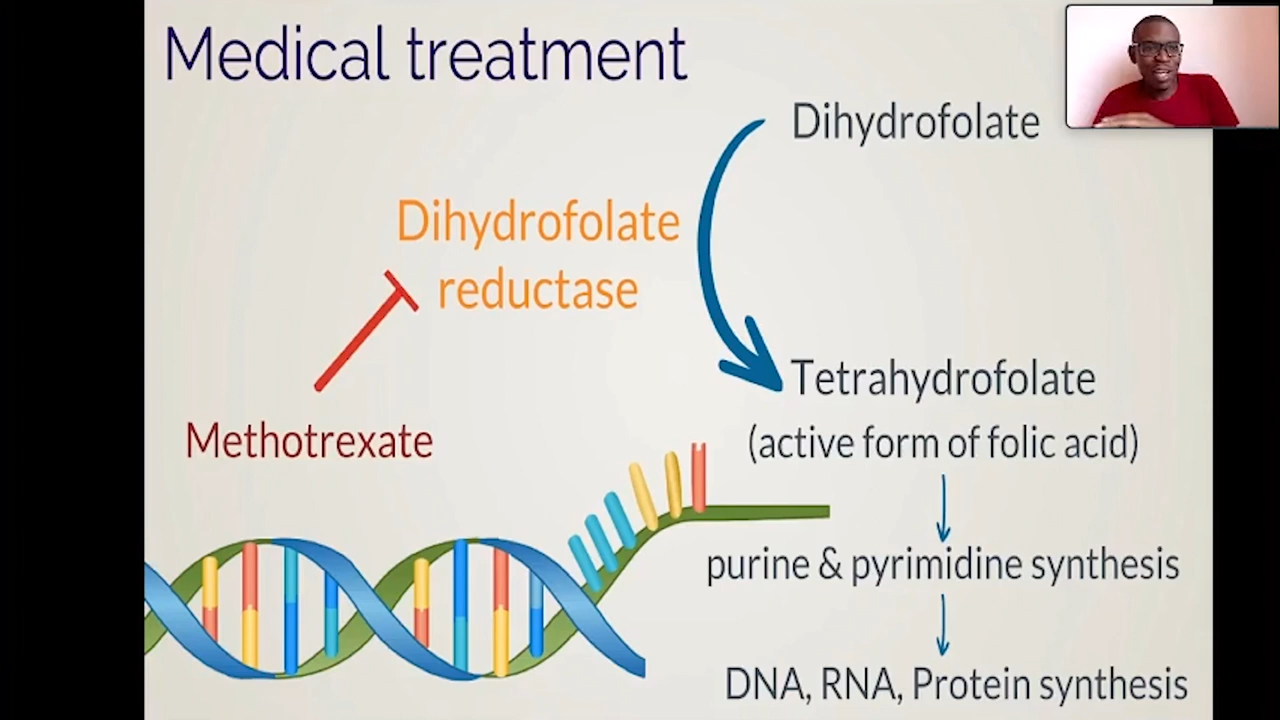 Medical treatment
Dihydrofolate
Dihydrofolate
reductase
Methotrexate
Tetrahydrofolate
(active form of folic acid)
purine & pyrimidine synthesis
DNA, RNA, Protein synthesis